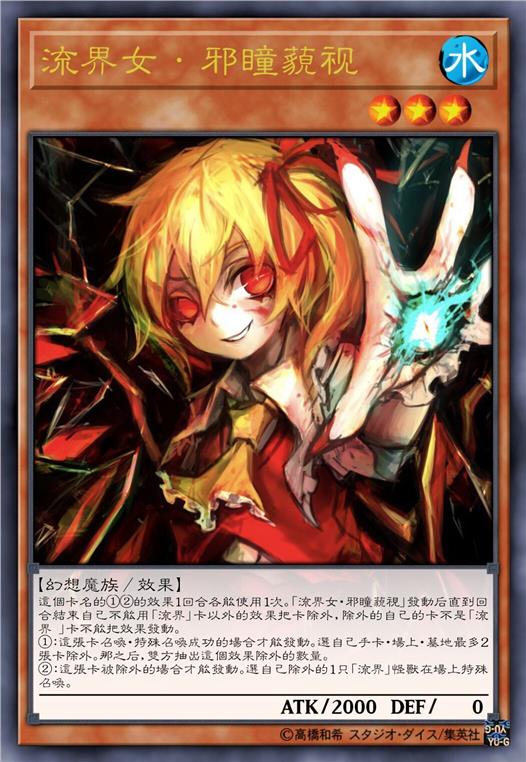 流界女・邪瞳藐视
水
【幻想魔族／效果】
這個卡名的①②的效果1回合各能使用1次。「流界女・邪瞳藐視」發動后直到回
合結束自己不能用「流界」卡以外的效果把卡除外，除外的自己的卡不是「流
界 」卡不能把效果發動。
①：這張卡召喚・特殊召喚成功的場合才能發動。選自己手卡・場上・墓地最多2
張卡除外。那之后，雙方抽出這個效果除外的數量。
②：這張卡被除外的場合才能發動。選自己除外的1只「流界」怪獸在場上特殊
召喚。
ATK/2000 DEF/ 0
©高橋和希 スタジオ・ダイス/集英社